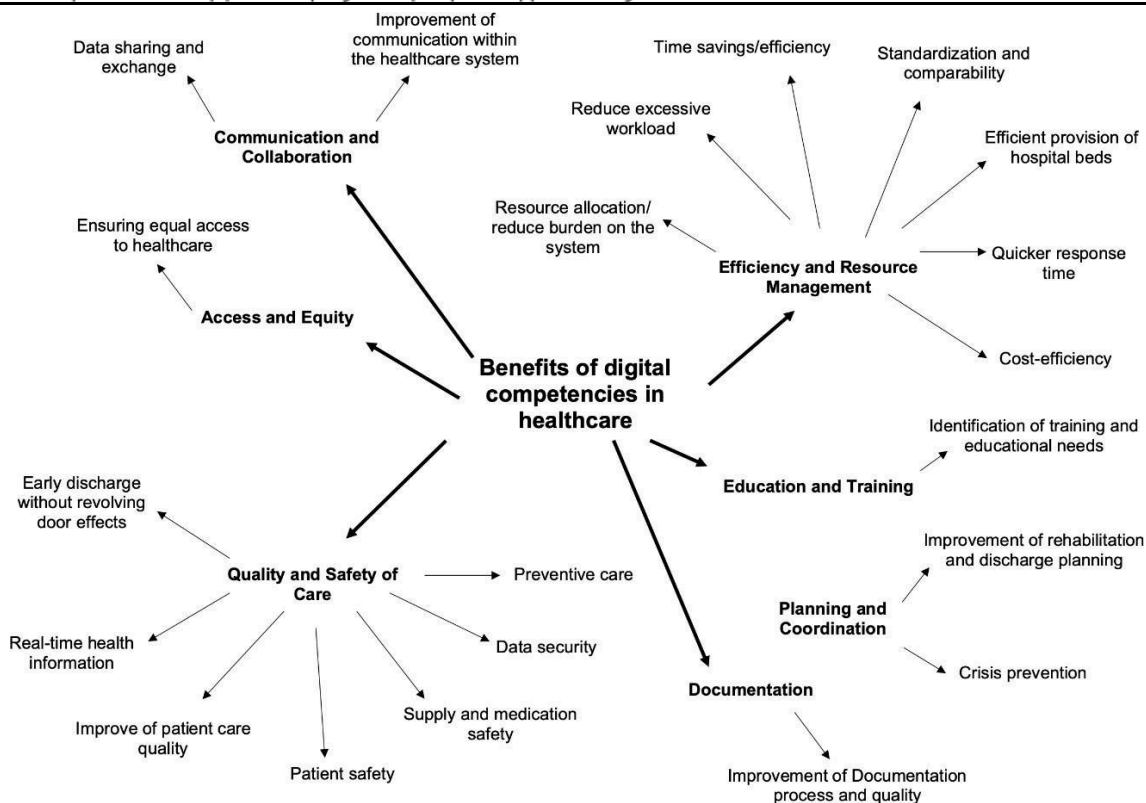 Data sharing and
exchange
Improvement of
communication within
the healthcare system
Communication and
Collaboration
Ensuring equal access
to healthcare
Access and Equity
Time savings/efficiency
Standardization and
comparability
Reduce excessive
workload
Efficient provision of
hospital beds
Resource allocation/
reduce burden on the
system
Efficiency and Resource
Management
Quicker response
time
Cost-efficiency
Benefits of digital
competencies in
healthcare
Identification of training and
educational needs
Education and Training
Early discharge
without revolving
door effects
Quality and Safety of
Care
Preventive care
Real-time health
information
Data security
Improve of patient care
quality
Supply and medication
safety
Patient safety
Improvement of rehabilitation
and discharge planning
Planning and
Coordination
Crisis prevention
Documentation
Improvement of Documentation
process and quality